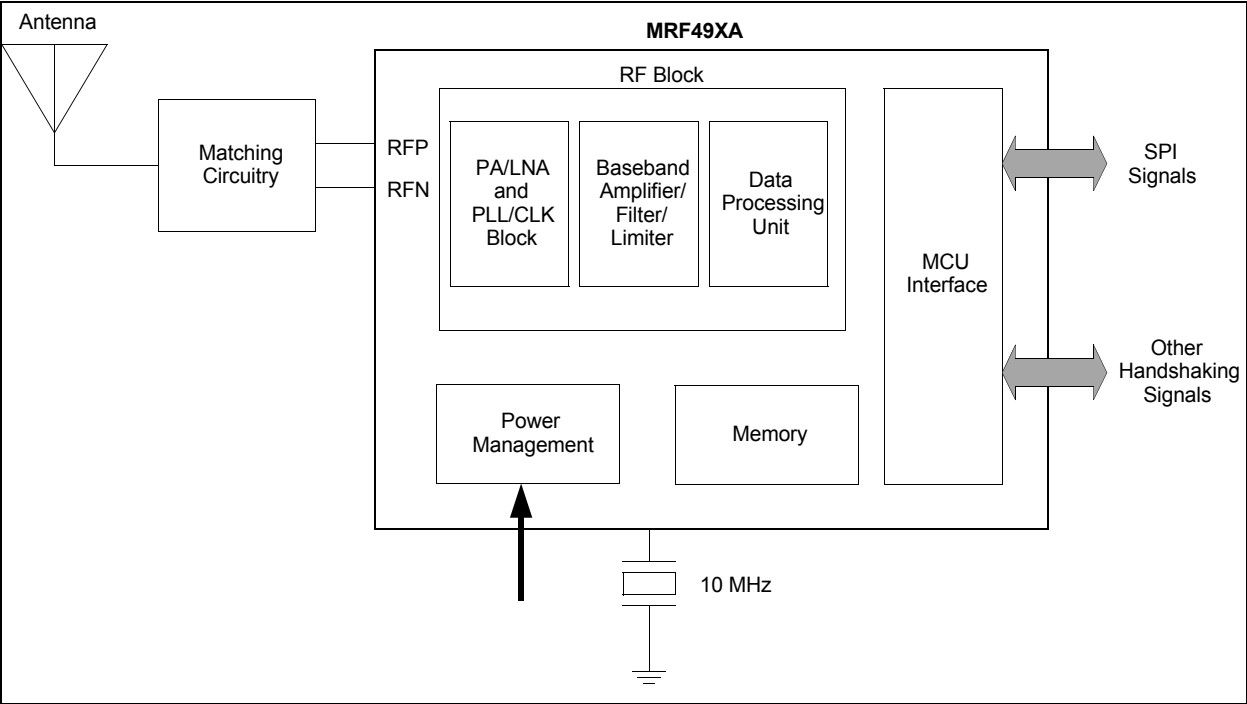 Antenna
MRF49XA
RF Block
Matching
Circuitry
RFP
RFN
PA/LNA
and
PLL/CLK
Block
Baseband
Amplifier/
Filter/
Limiter
Data
Processing
Unit
MCU
Interface
SPI
Signals
Other
Handshaking
Signals
Power
Management
Memory
10 MHz